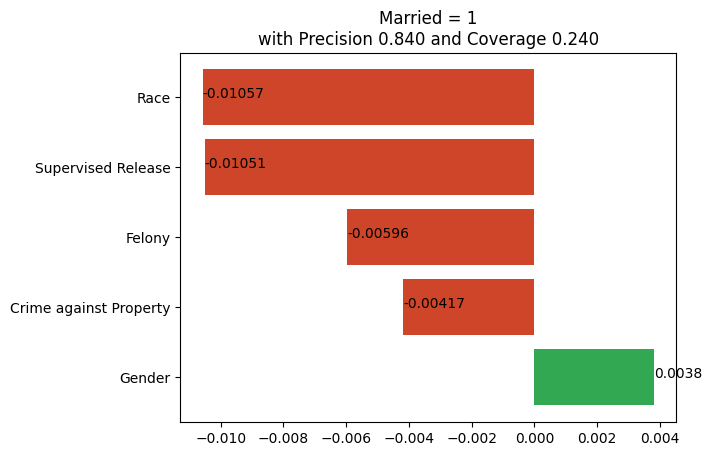 Married = 1
with Precision 0.840 and Coverage 0.240
Race
-0.01057
Supervised Release
-0.01051
Felony
-0.00596
Crime against Property
-0.00417
Gender
0.0038
−0.010 −0.008 −0.006 −0.004 −0.002 0.000 0.002 0.004